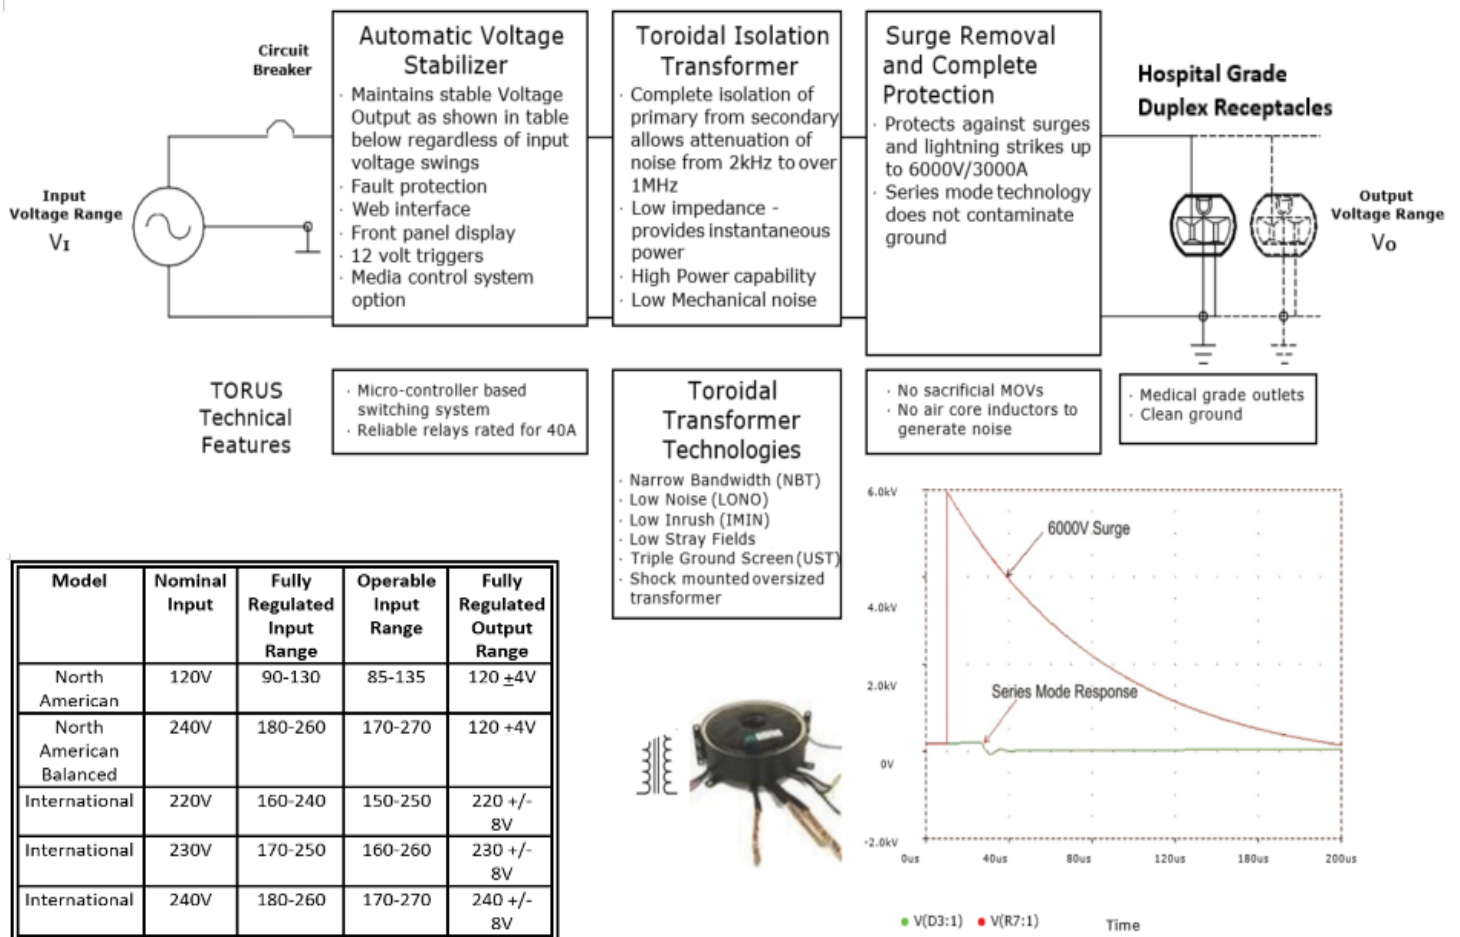 Circuit
Breaker
Input
Voltage Range
VI
Automatic Voltage
Stabilizer
· Maintains stable Voltage
Output as shown in table
below regardless of input
voltage swings
· Fault protection
· Web interface
· Front panel display
· 12 volt triggers
· Media control system
option
Toroidal Isolation
Transformer
· Complete isolation of
primary from secondary
allows attenuation of
noise from 2kHz to over
1MHz
· Low impedance -
provides instantaneous
power
· High Power capability
· Low Mechanical noise
Surge Removal
and Complete
Protection
· Protects against surges
and lightning strikes up
to 6000V/3000A
· Series mode technology
does not contaminate
ground
Hospital Grade
Duplex Receptacles
Output
Voltage Range
Vo
TORUS
Technical
Features
· Micro-controller based
switching system
· Reliable relays rated for 40A
Toroidal
Transformer
Technologies
· Narrow Bandwidth (NBT)
· Low Noise (LONO)
· Low Inrush (IMIN)
· Low Stray Fields
· Triple Ground Screen (UST)
· Shock mounted oversized
transformer
· No sacrificial MOVs
· No air core inductors to
generate noise
· Medical grade outlets
· Clean ground
Model
Nominal
Input
Fully
Regulated
Input
Range
Operable
Input
Range
Fully
Regulated
Output
Range
North
American
120V
90-130
85-135
120 ±4V
North
American
Balanced
240V
180-260
170-270
120 ±4V
International
220V
160-240
150-250
220 +/-
8V
International
230V
170-250
160-260
230 +/-
8V
International
240V
180-260
170-270
240 +/-
8V
6.0kV
4.0kV
2.0kV
0V
-2.0kV
6000V Surge
Series Mode Response
0us
40us
80us
120us
180us
200us
V(D3:1)
V(R7:1)
Time